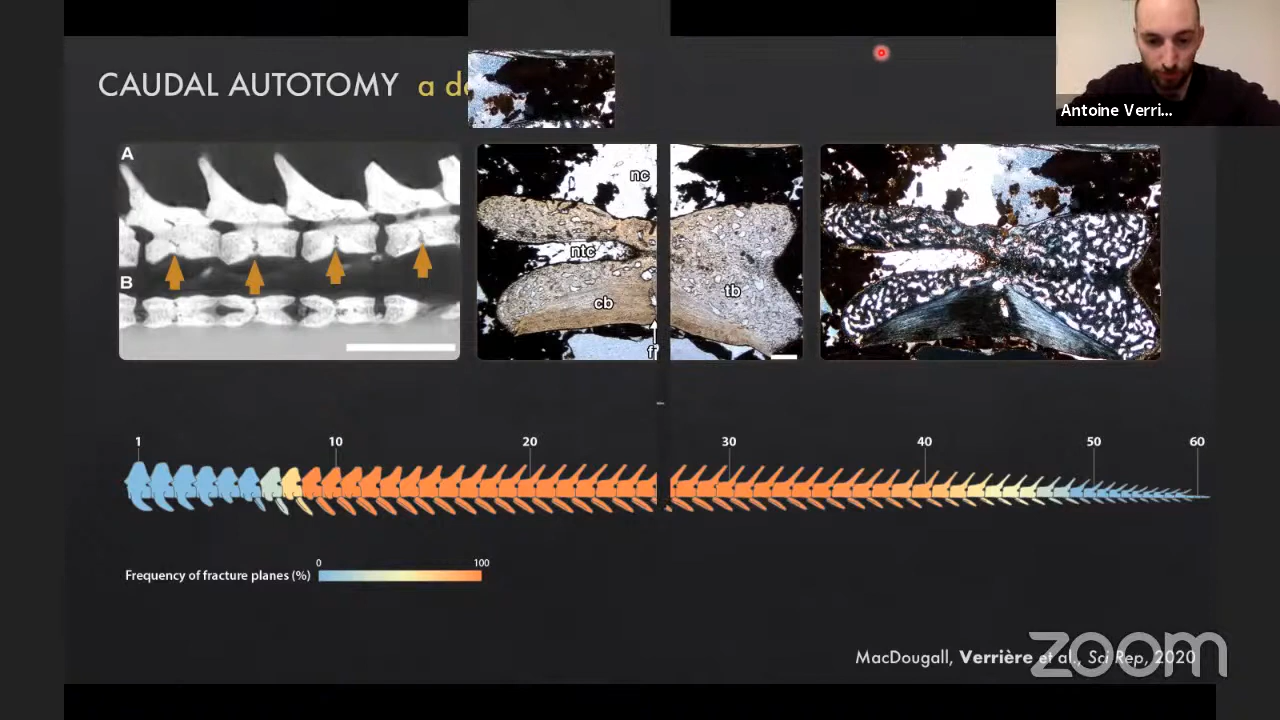 CAUDAL AUTOTOMY a de
Antoine Verri...
A
B
nc
ntc
cb
tb
f
1 10 20 30 40 50 60
0 100
Frequency of fracture planes (%)
MacDougall, Verrière et al., Sci Rep, 2020
zoom